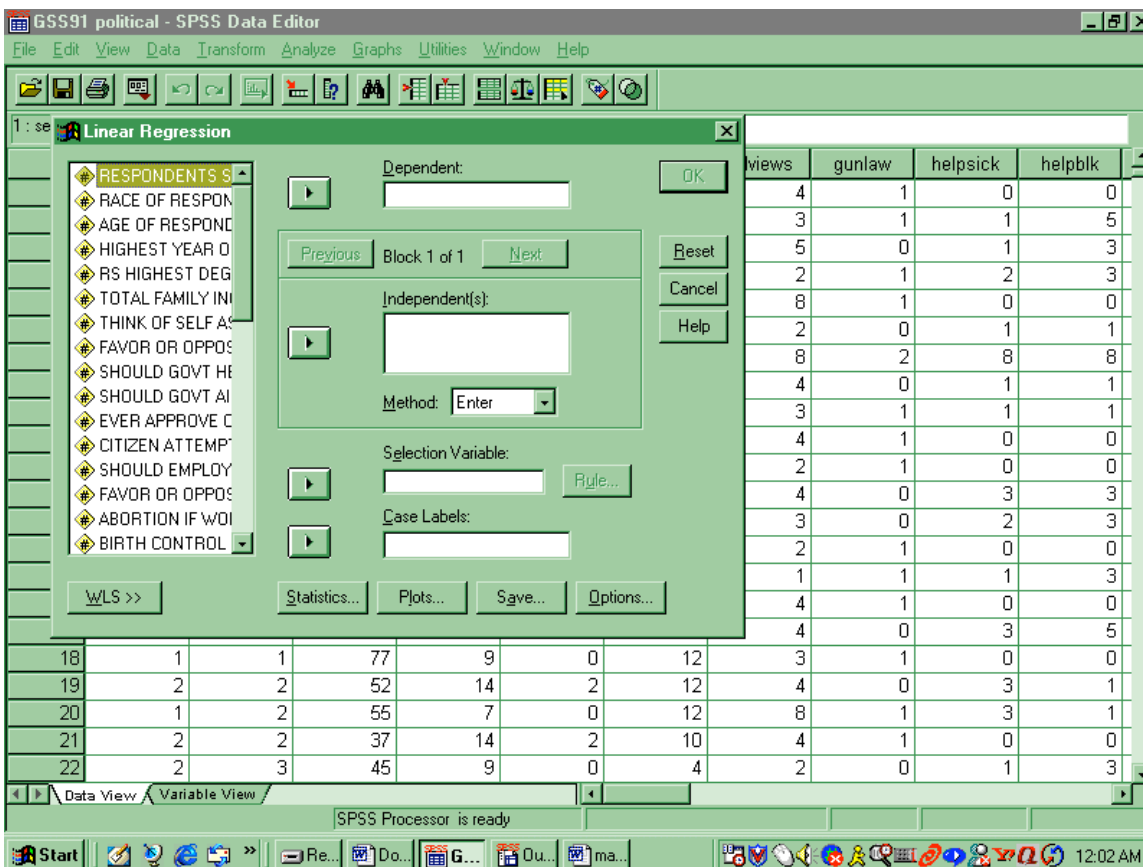 GSS91 political - SPSS Data Editor
File Edit View Data Transform Analyze Graphs Utilities Window Help
1 : se
Linear Regression
RESPONDENTS S
RACE OF RESPON
AGE OF RESPOND
HIGHEST YEAR O
RS HIGHEST DEG
TOTAL FAMILY IN
THINK OF SELF AS
FAVOR OR OPPOS
SHOULD GOVT HE
SHOULD GOVT AI
EVER APPROVE O
CITIZEN ATTEMPT
SHOULD EMPLOY
FAVOR OR OPPOS
ABORTION IF WO
BIRTH CONTROL
Dependent:
Previous Block 1 of 1 Next
Independent(s):
Method: Enter
Selection Variable:
Rule...
Case Labels:
OK
Reset
Cancel
Help
WLS >> Statistics... Plots... Save... Options...
lviews gunlaw helpsick helpblk
4 1 0 0
3 1 1 5
5 0 1 3
2 1 2 3
8 1 0 0
2 0 1 1
8 2 8 8
4 0 1 1
3 1 1 1
4 1 0 0
2 1 0 0
4 0 3 3
3 0 2 3
2 1 0 0
1 1 1 3
4 1 0 0
4 0 3 5
18 1 1 77 9 0 12 3 1 0 0
19 2 2 52 14 2 12 4 0 3 1
20 1 2 55 7 0 12 8 1 3 1
21 2 2 37 14 2 10 4 1 0 0
22 2 3 45 9 0 4 2 0 1 3
Data View Variable View
SPSS Processor is ready
Start » Re... Do... G... Ou... ma... 12:02 AM